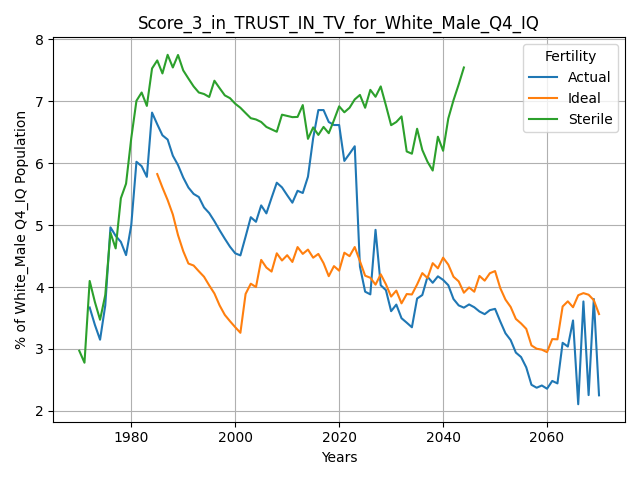 Score_3_in_TRUST_IN_TV_for_White_Male_Q4_IQ
% of White_Male Q4_IQ Population
8
7
6
5
4
3
2
Fertility
Actual
Ideal
Sterile
1980
2000
2020
2040
2060
Years